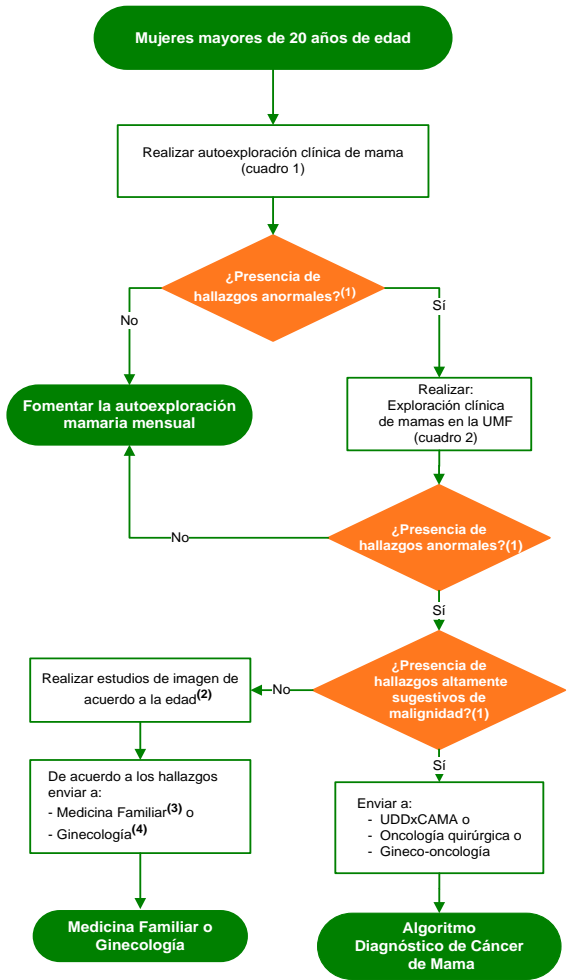 Mujeres mayores de 20 años de edad
Realizar autoexploración clínica de mama
(cuadro 1)
¿Presencia de
hallazgos anormales?(1)
No
Sí
Fomentar la autoexploración
mamaria mensual
Realizar:
Exploración clínica
de mamas en la UMF
(cuadro 2)
¿Presencia de
hallazgos anormales?(1)
No
Sí
¿Presencia de
hallazgos altamente
sugestivos de
malignidad?(1)
No
Sí
Realizar estudios de imagen de
acuerdo a la edad(2)
De acuerdo a los hallazgos
enviar a:
- Medicina Familiar(3) o
- Ginecología(4)
Enviar a:
- UDDxCAMA o
- Oncología quirúrgica o
- Gineco-oncología
Medicina Familiar o
Ginecología
Algoritmo
Diagnóstico de Cáncer
de Mama